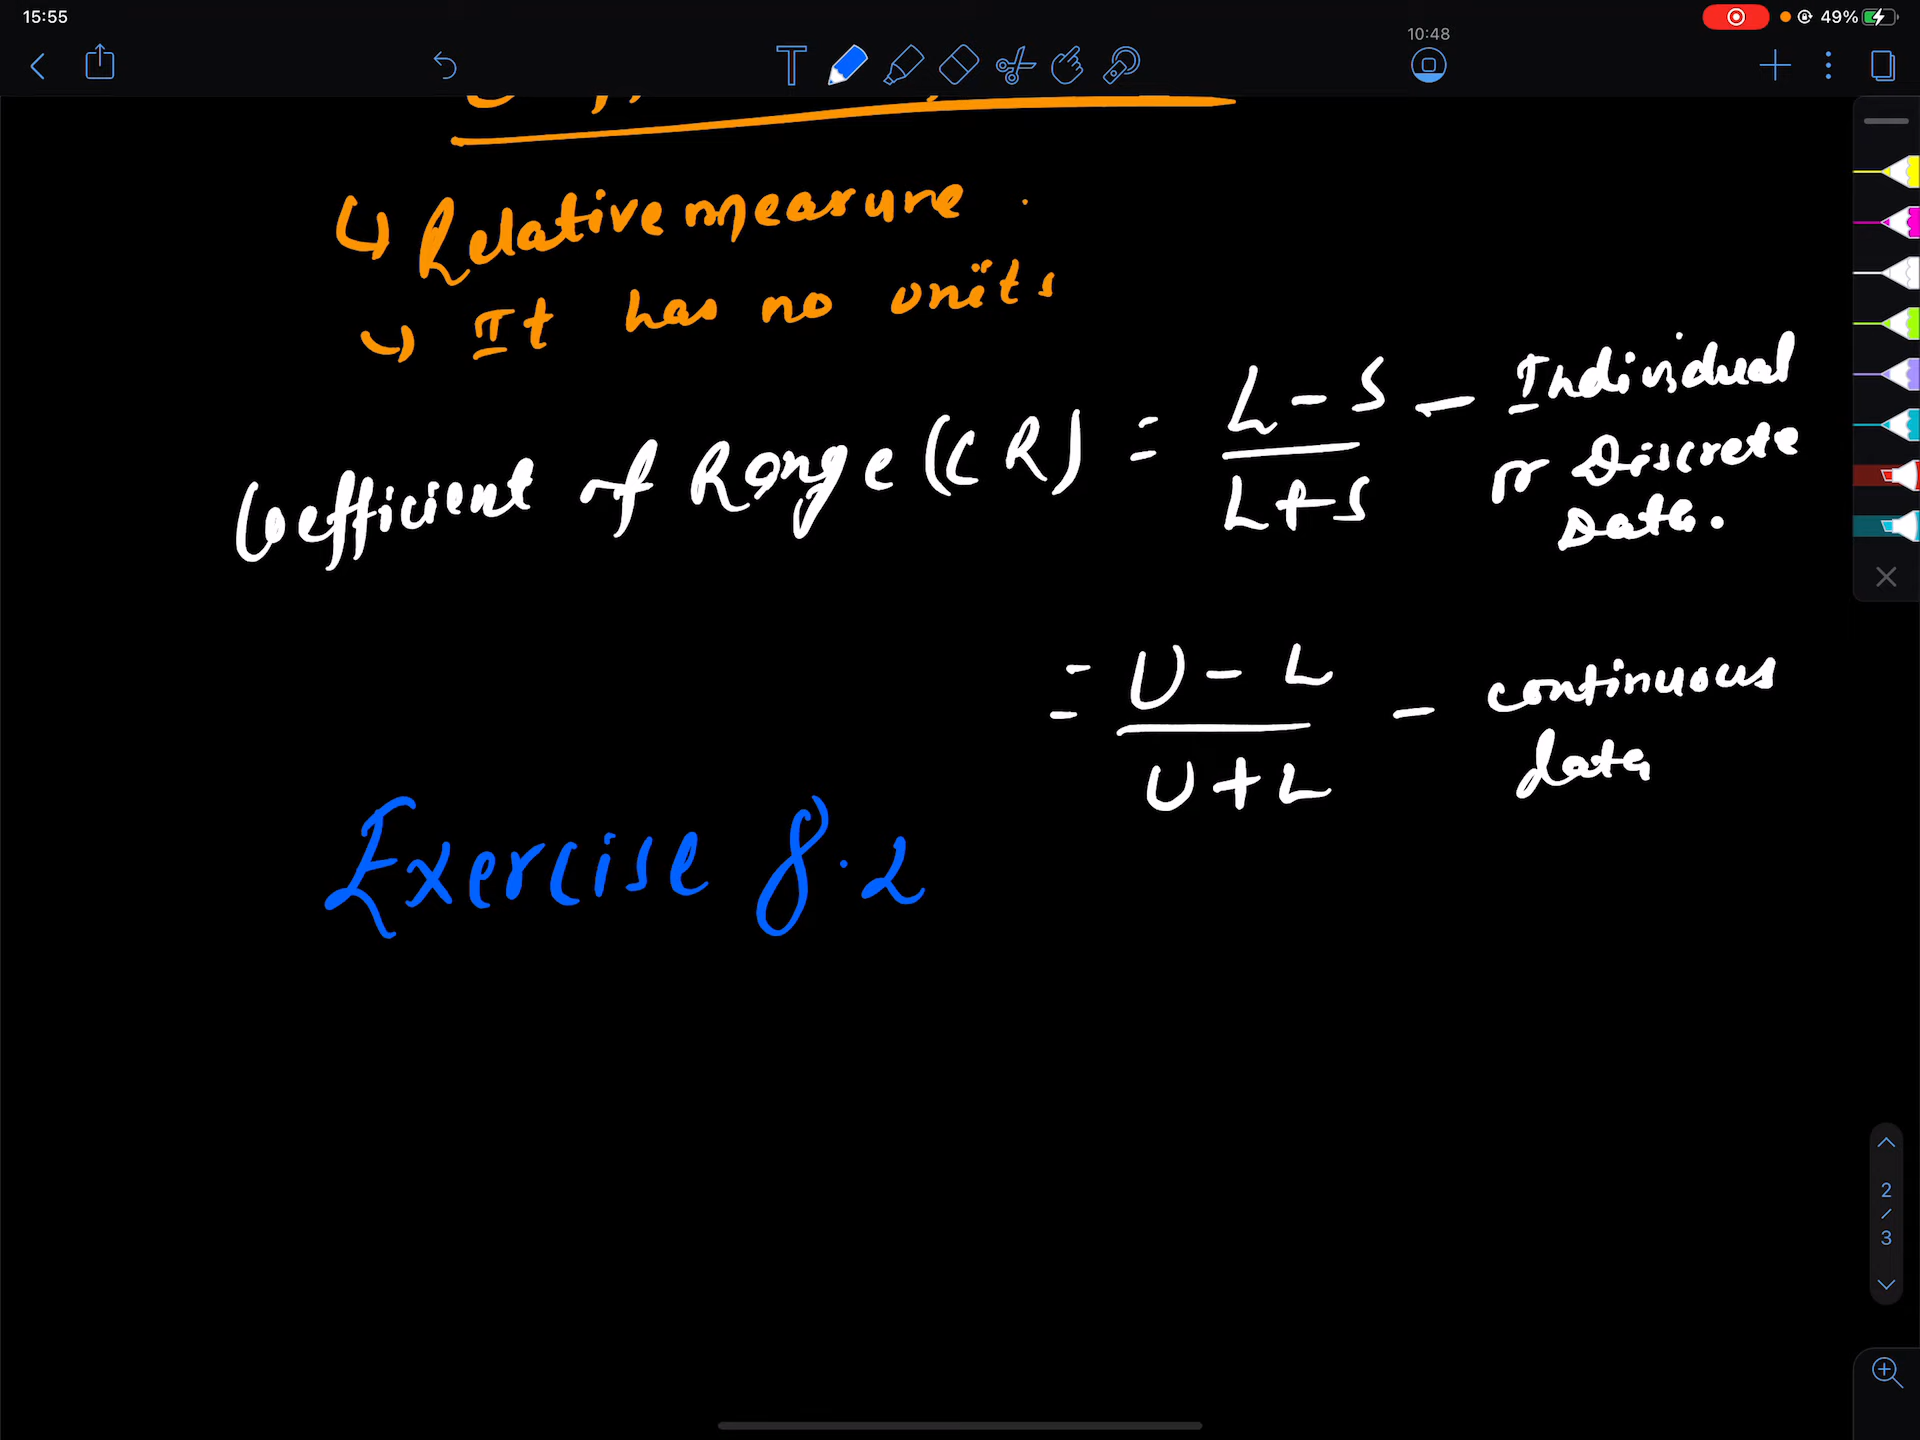 15:55
49%
10:48
↳ Relative measure.
↳ It has no units
Coefficient of Range (CR) = L - S / L + S - Individual or Discrete Data.
= U - L / U + L - continuous data
Exercise 8.2
2 / 3